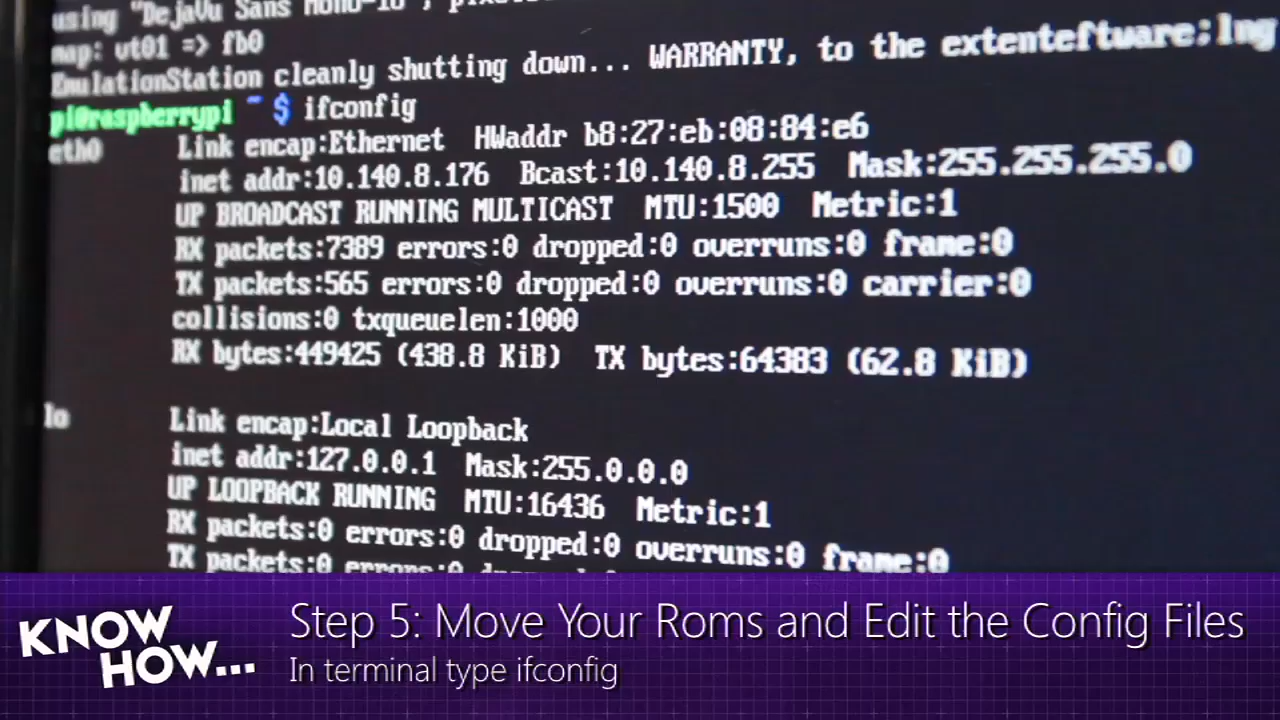 using "DejaVu Sans Mono-16",
map: vt01 => fb0
EmulationStation cleanly shutting down... WARRANTY, to the extenteftware;lng
pi@raspberrypi ~ $ ifconfig
eth0 Link encap:Ethernet HWaddr b8:27:eb:08:84:e6
inet addr:10.140.8.176 Bcast:10.140.8.255 Mask:255.255.255.0
UP BROADCAST RUNNING MULTICAST MTU:1500 Metric:1
RX packets:7389 errors:0 dropped:0 overruns:0 frame:0
TX packets:565 errors:0 dropped:0 overruns:0 carrier:0
collisions:0 txqueuelen:1000
RX bytes:449425 (438.8 KiB) TX bytes:64383 (62.8 KiB)
lo Link encap:Local Loopback
inet addr:127.0.0.1 Mask:255.0.0.0
UP LOOPBACK RUNNING MTU:16436 Metric:1
RX packets:0 errors:0 dropped:0 overruns:0 frame:0
TX packets:0 errors:0
KNOW HOW...
Step 5: Move Your Roms and Edit the Config Files
In terminal type ifconfig